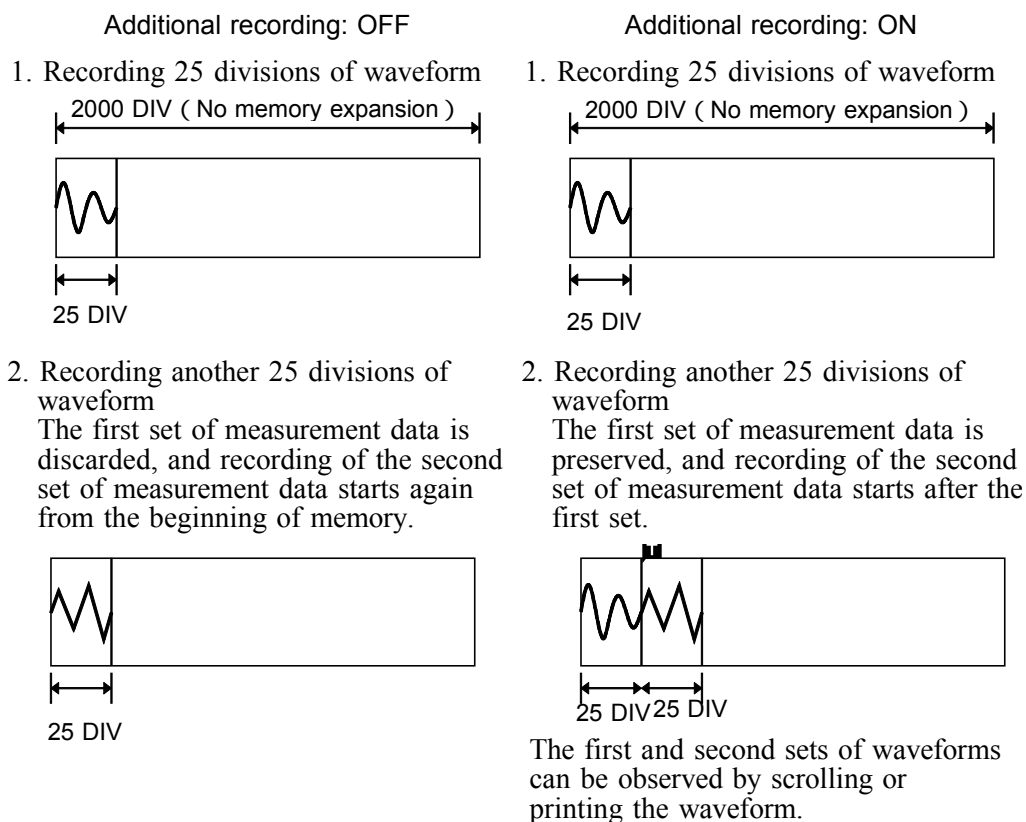 Additional recording: OFF
1. Recording 25 divisions of waveform
2000 DIV ( No memory expansion )
25 DIV
2. Recording another 25 divisions of
waveform
The first set of measurement data is
discarded, and recording of the second
set of measurement data starts again
from the beginning of memory.
25 DIV
Additional recording: ON
1. Recording 25 divisions of waveform
2000 DIV ( No memory expansion )
25 DIV
2. Recording another 25 divisions of
waveform
The first set of measurement data is
preserved, and recording of the second
set of measurement data starts after the
first set.
25 DIV 25 DIV
The first and second sets of waveforms
can be observed by scrolling or
printing the waveform.